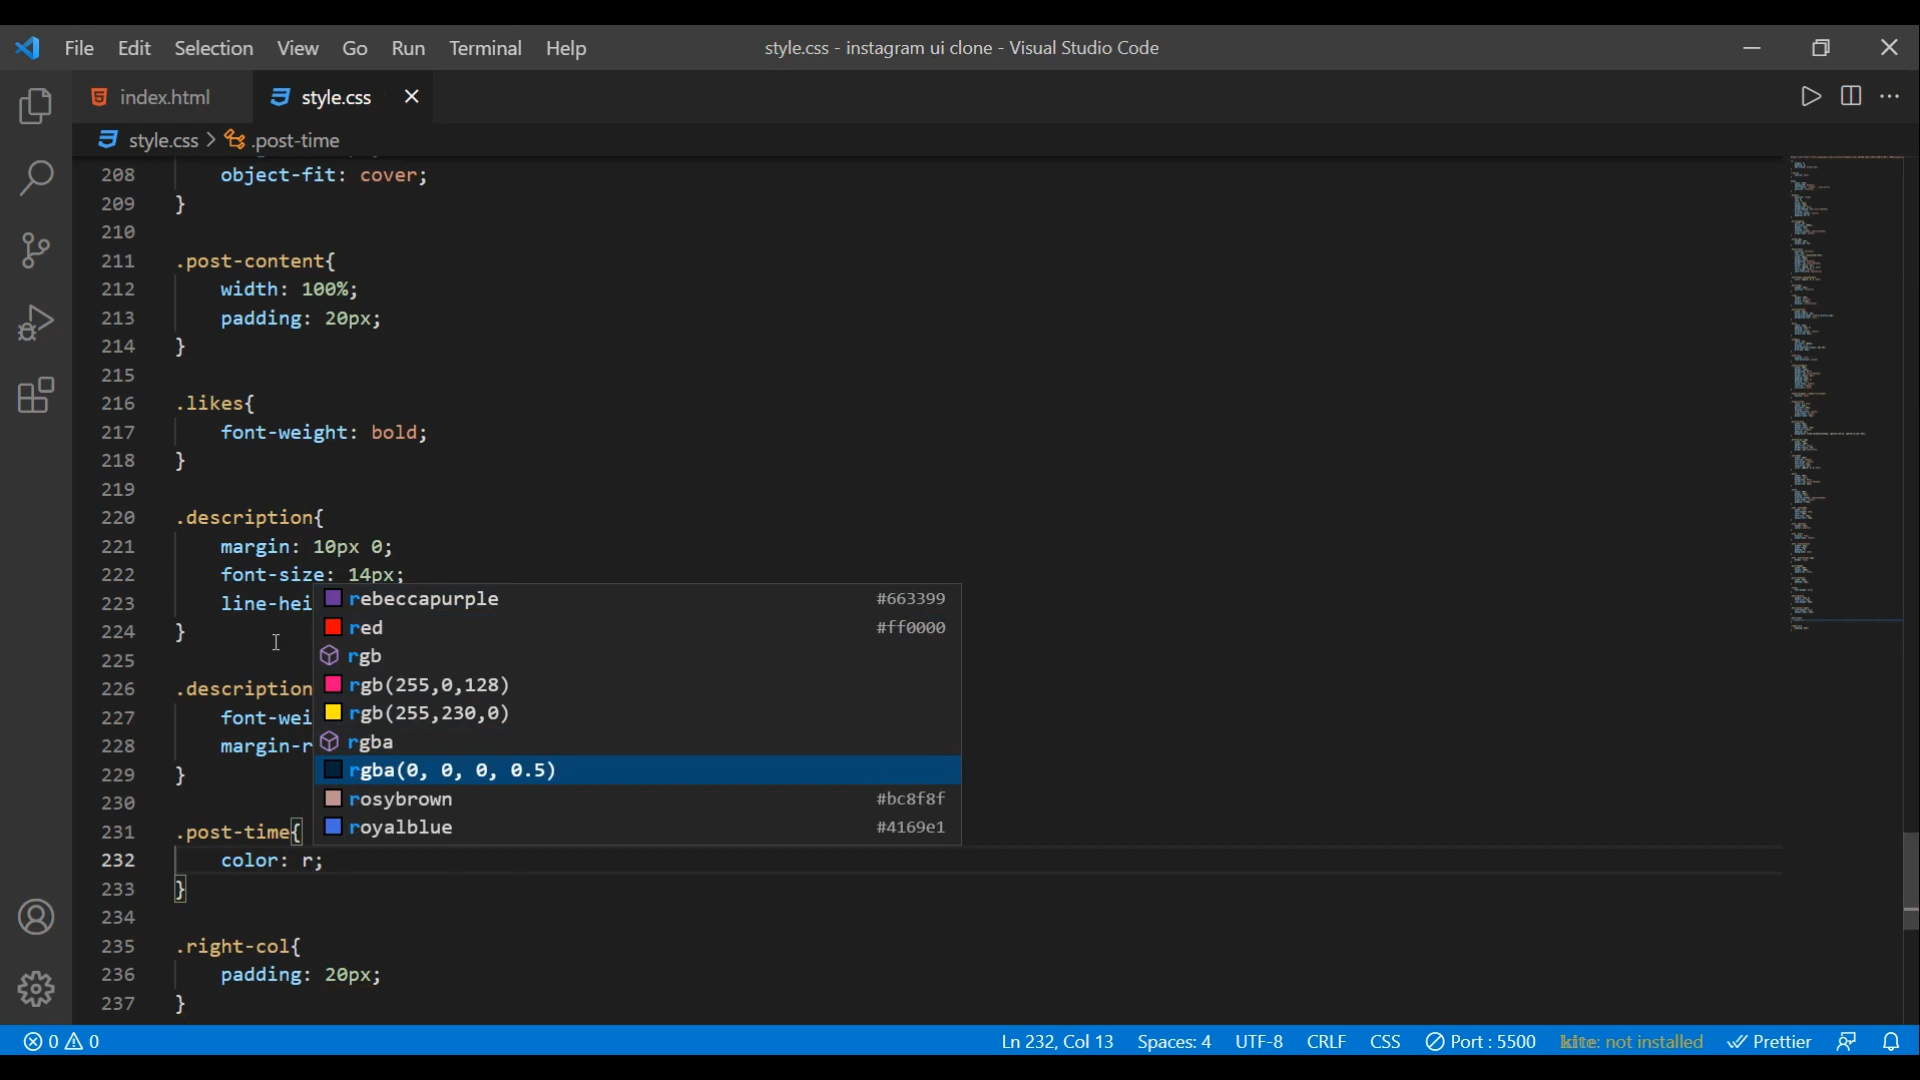 File Edit Selection View Go Run Terminal Help style.css - instagram ui clone - Visual Studio Code
index.html style.css
style.css > .post-time
208 object-fit: cover;
209 }
210
211 .post-content{
212 width: 100%;
213 padding: 20px;
214 }
215
216 .likes{
217 font-weight: bold;
218 }
219
220 .description{
221 margin: 10px 0;
222 font-size: 14px;
223 line-hei
rebeccapurple #663399
224 }
red #ff0000
225
rgb
226 .description
rgb(255,0,128)
227 font-wei
rgb(255,230,0)
228 margin-r
rgba
229 }
rgba(0, 0, 0, 0.5)
230
rosybrown #bc8f8f
231 .post-time{
royalblue #4169e1
232 color: r;
233 }
234
235 .right-col{
236 padding: 20px;
237 }
0 0 Ln 232, Col 13 Spaces: 4 UTF-8 CRLF CSS Port : 5500 kite: not installed Prettier